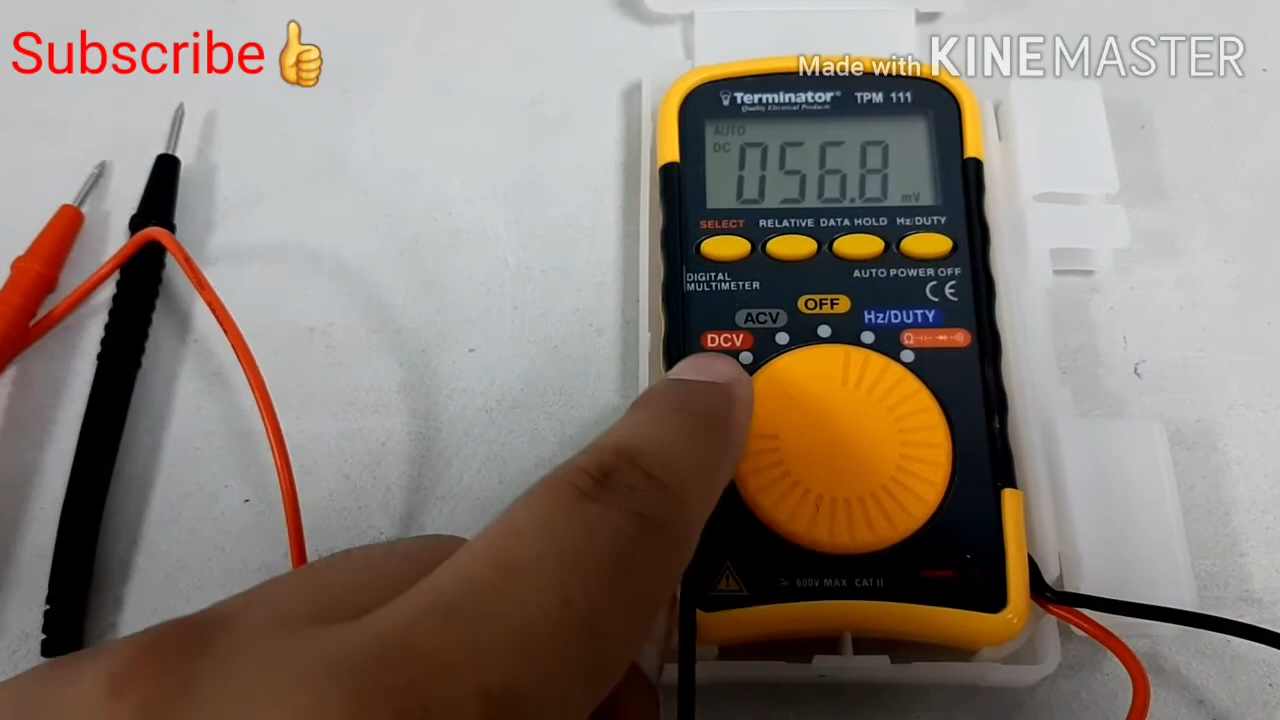 Subscribe👍
Made with KINEMASTER
Terminator® TPM 111
Quality Electrical Products
AUTO
DC 056.8 mV
SELECT RELATIVE DATA HOLD Hz/DUTY
DIGITAL MULTIMETER
AUTO POWER OFF
CE
OFF
ACV Hz/DUTY
DCV Ω
600V MAX CAT II